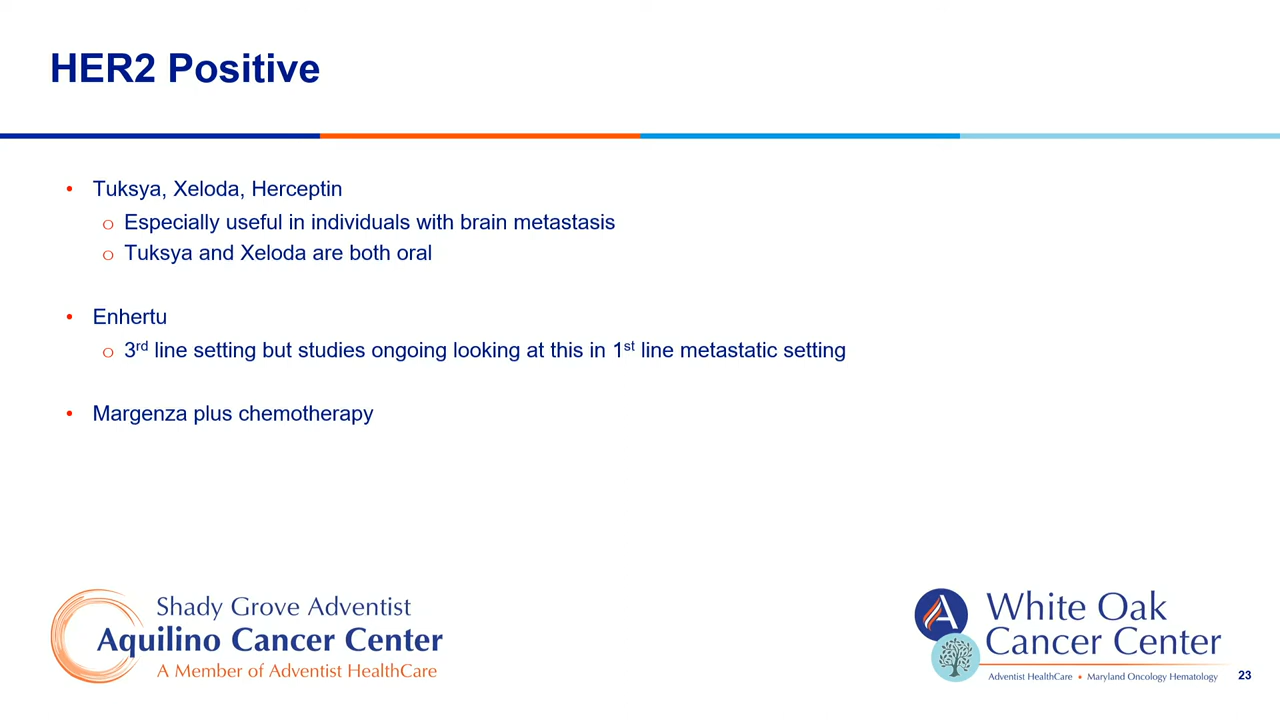 HER2 Positive
• Tuksya, Xeloda, Herceptin
o Especially useful in individuals with brain metastasis
o Tuksya and Xeloda are both oral
• Enhertu
o 3rd line setting but studies ongoing looking at this in 1st line metastatic setting
• Margenza plus chemotherapy
Shady Grove Adventist
Aquilino Cancer Center
A Member of Adventist HealthCare
A
White Oak
Cancer Center
Adventist HealthCare • Maryland Oncology Hematology
23